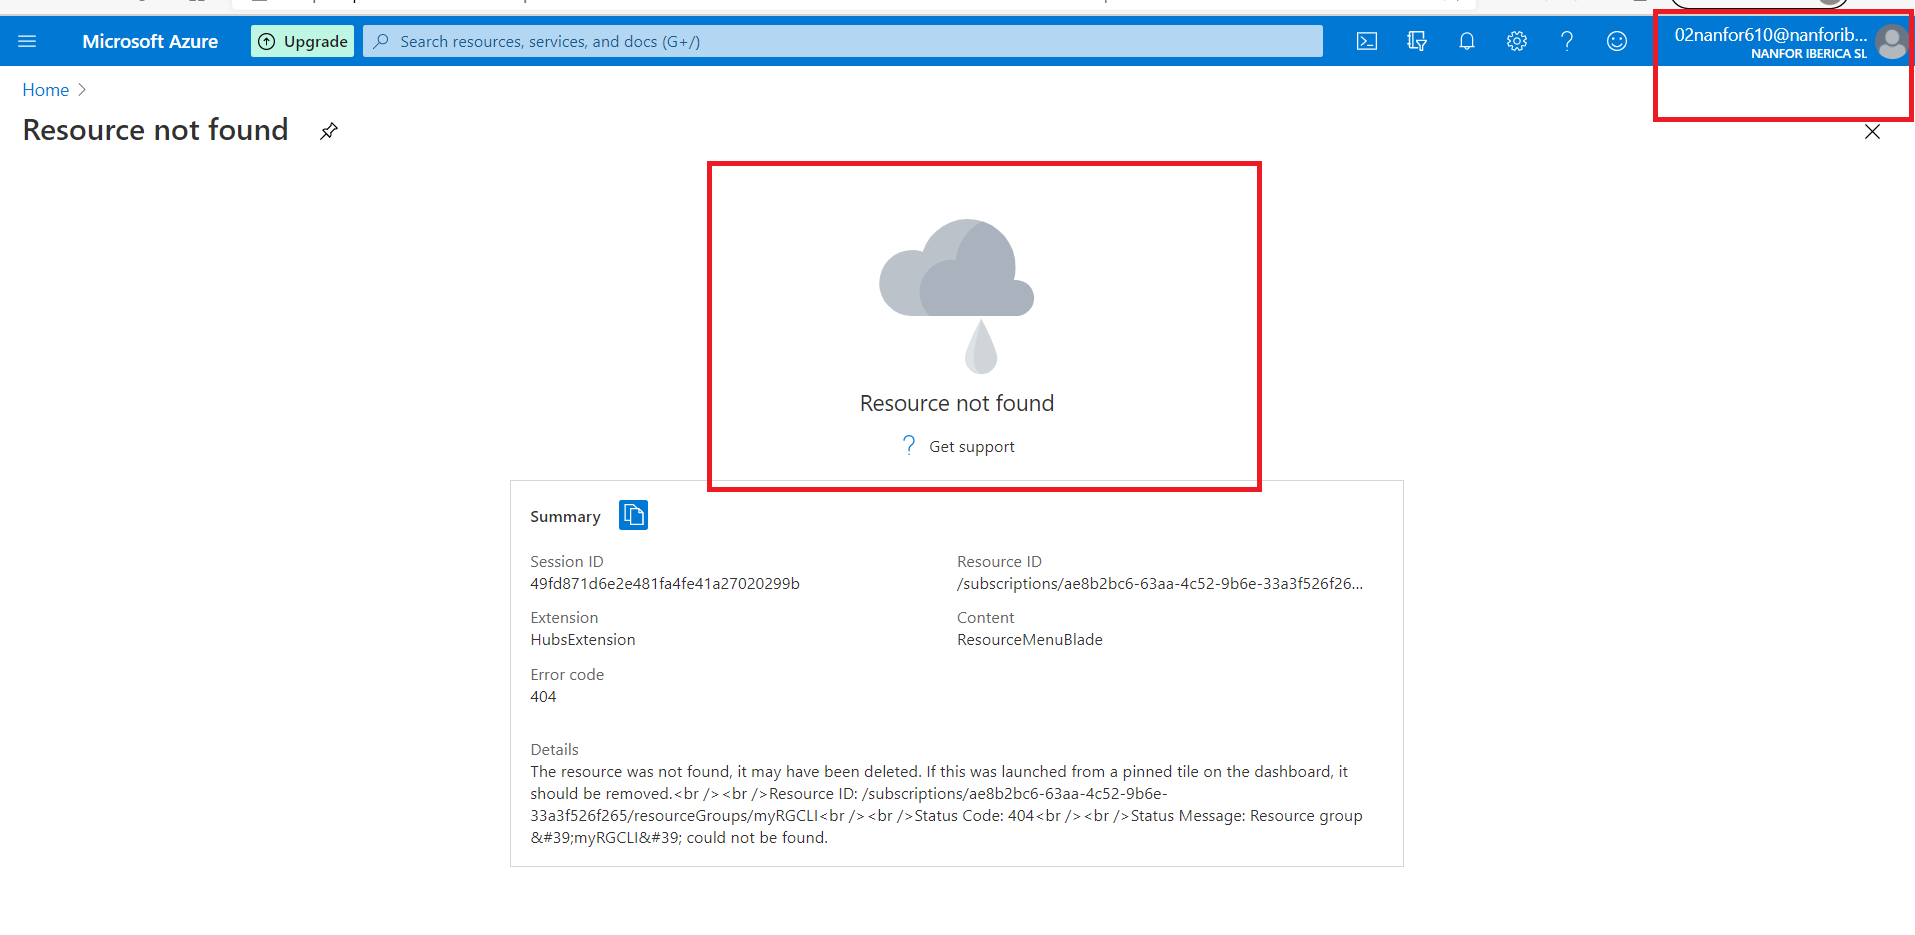 Microsoft Azure
Upgrade
Search resources, services, and docs (G+/)
02nanfor610@nanforib...
NANFOR IBERICA SL
Home
Resource not found
Resource not found
? Get support
Summary
Session ID
49fd871d6e2e481fa4fe41a27020299b
Resource ID
/subscriptions/ae8b2bc6-63aa-4c52-9b6e-33a3f526f26...
Extension
HubsExtension
Content
ResourceMenuBlade
Error code
404
Details
The resource was not found, it may have been deleted. If this was launched from a pinned tile on the dashboard, it
should be removed.<br /><br />Resource ID: /subscriptions/ae8b2bc6-63aa-4c52-9b6e-
33a3f526f265/resourceGroups/myRGCLI<br /><br />Status Code: 404<br /><br />Status Message: Resource group
&#39;myRGCLI&#39; could not be found.